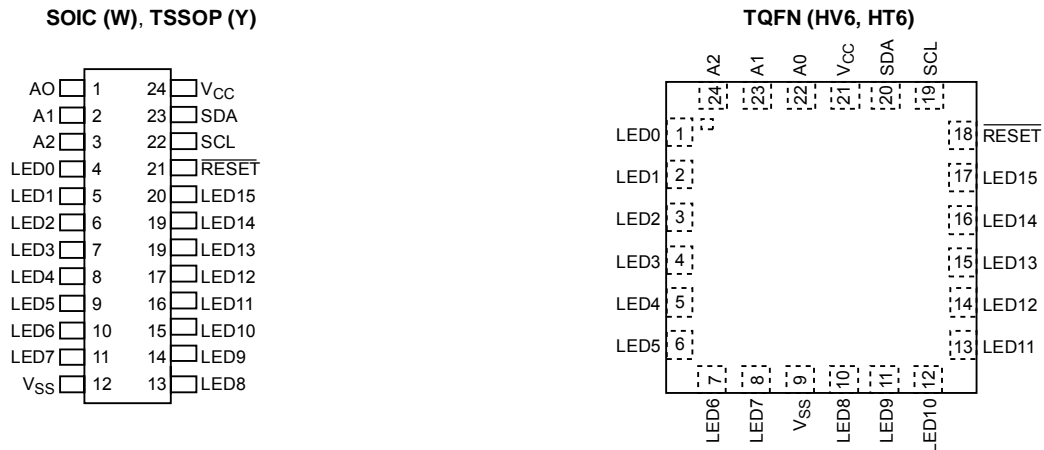 SOIC (W), TSSOP (Y)
AO 1 24 VCC
A1 2 23 SDA
A2 3 22 SCL
LED0 4 21 RESET
LED1 5 20 LED15
LED2 6 19 LED14
LED3 7 19 LED13
LED4 8 17 LED12
LED5 9 16 LED11
LED6 10 15 LED10
LED7 11 14 LED9
VSS 12 13 LED8
TQFN (HV6, HT6)
A2 A1 A0 VCC SDA SCL
24 23 22 21 20 19
LED0 1 18 RESET
LED1 2 17 LED15
LED2 3 16 LED14
LED3 4 15 LED13
LED4 5 14 LED12
LED5 6 13 LED11
7 8 9 10 11 12
LED6 LED7 VSS LED8 LED9 LED10